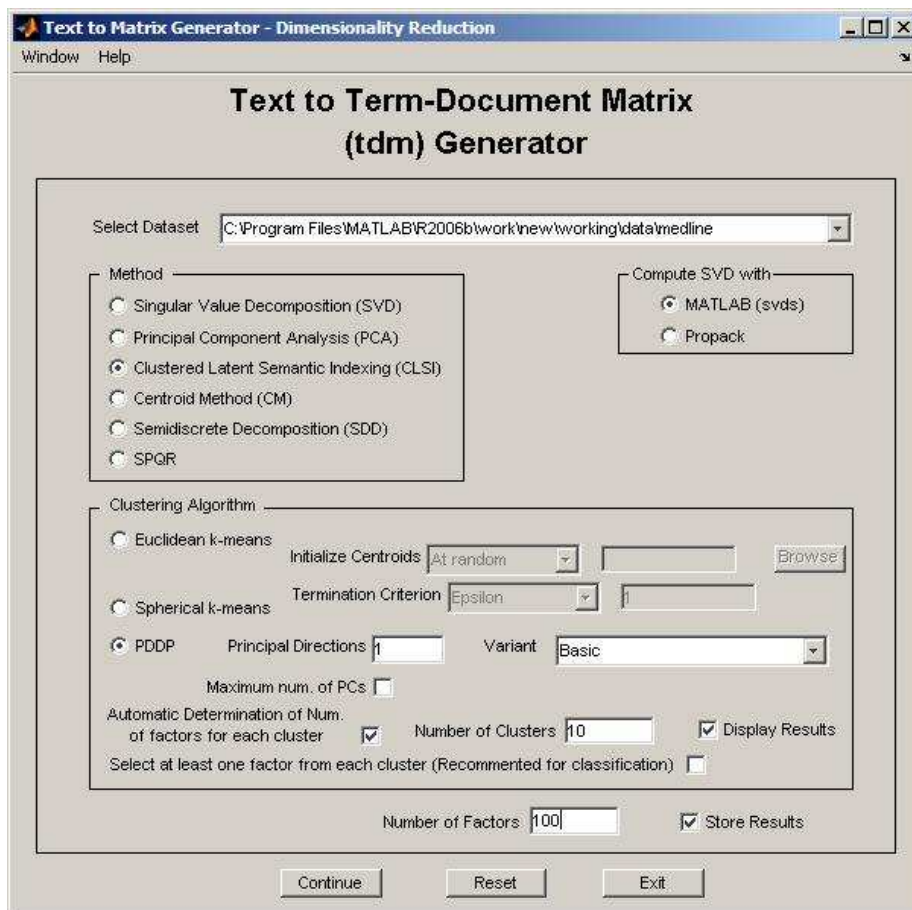 Text to Matrix Generator - Dimensionality Reduction
Window Help
Text to Term-Document Matrix
(tdm) Generator
Select Dataset C:\Program Files\MATLAB\R2006b\work\new\working\data\medline
Method
Singular Value Decomposition (SVD)
Principal Component Analysis (PCA)
Clustered Latent Semantic Indexing (CLSI)
Centroid Method (CM)
Semidiscrete Decomposition (SDD)
SPQR
Compute SVD with
MATLAB (svds)
Propack
Clustering Algorithm
Euclidean k-means
Initialize Centroids At random Browse
Termination Criterion Epsilon 1
Spherical k-means
PDDP Principal Directions 1 Variant Basic
Maximum num. of PCs
Automatic Determination of Num.
of factors for each cluster
Number of Clusters 10 Display Results
Select at least one factor from each cluster (Recommented for classification)
Number of Factors 100 Store Results
Continue Reset Exit